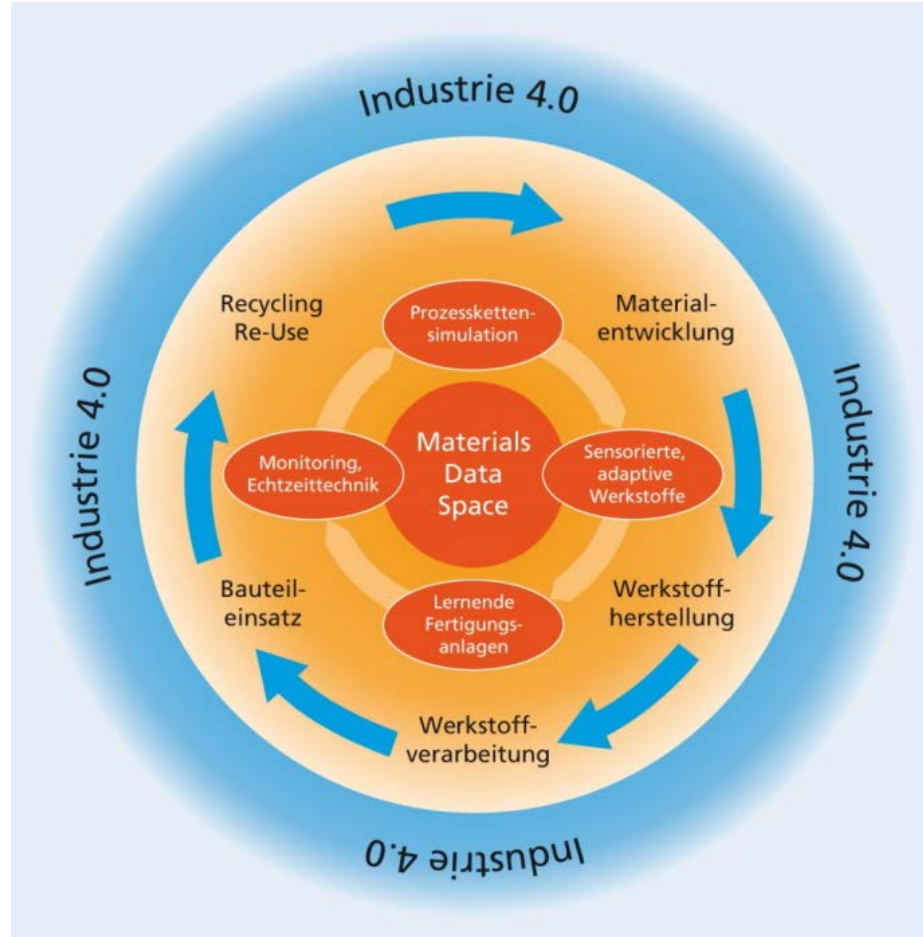 Industrie 4.0
Recycling
Re-Use
Prozessketten-
simulation
Material-
entwicklung
Industrie 4.0
Monitoring,
Echtzeittechnik
Materials
Data
Space
Sensorierte,
adaptive
Werkstoffe
Industrie 4.0
Bauteil-
einsatz
Lernende
Fertigungs-
anlagen
Werkstoff-
herstellung
Werkstoff-
verarbeitung
Industrie 4.0